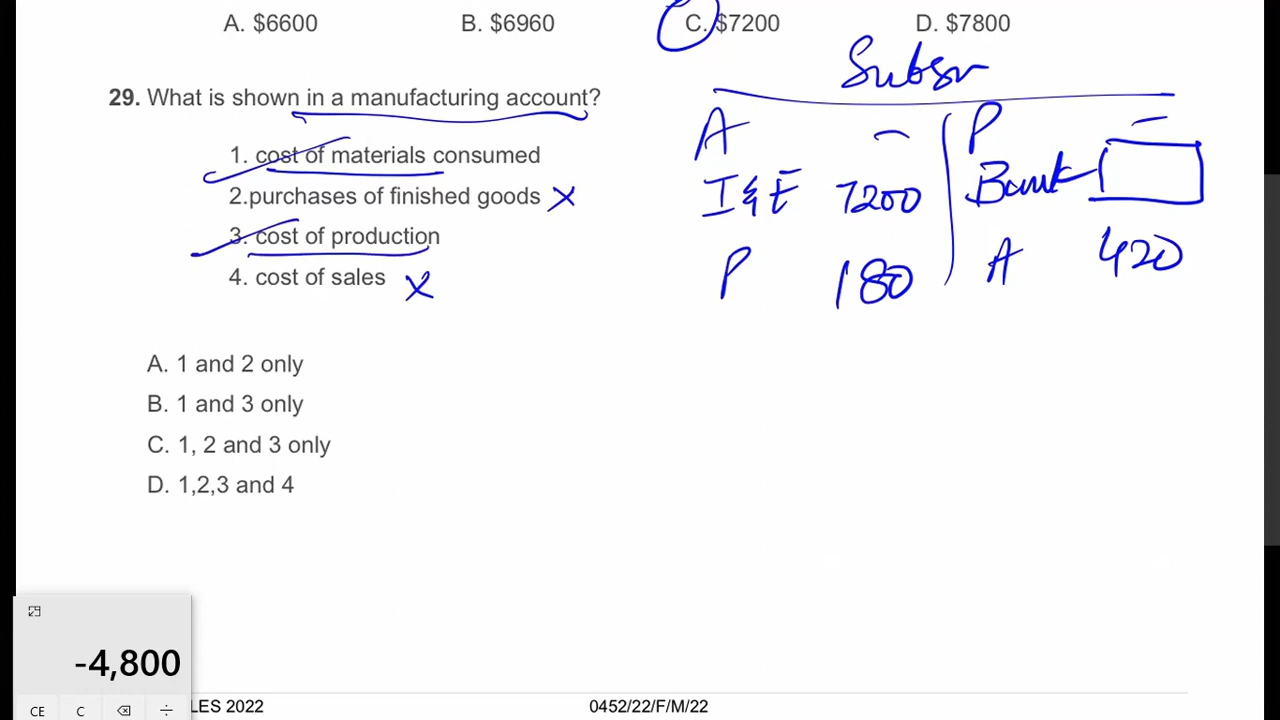 A. $6600 B. $6960 C. $7200 D. $7800
Subsn
29. What is shown in a manufacturing account?
A - P -
1. cost of materials consumed
I & E 7200 Bank
2.purchases of finished goods X
3. cost of production
P 180 A 420
4. cost of sales X
A. 1 and 2 only
B. 1 and 3 only
C. 1, 2 and 3 only
D. 1,2,3 and 4
-4,800
CE C ÷
LES 2022 0452/22/F/M/22